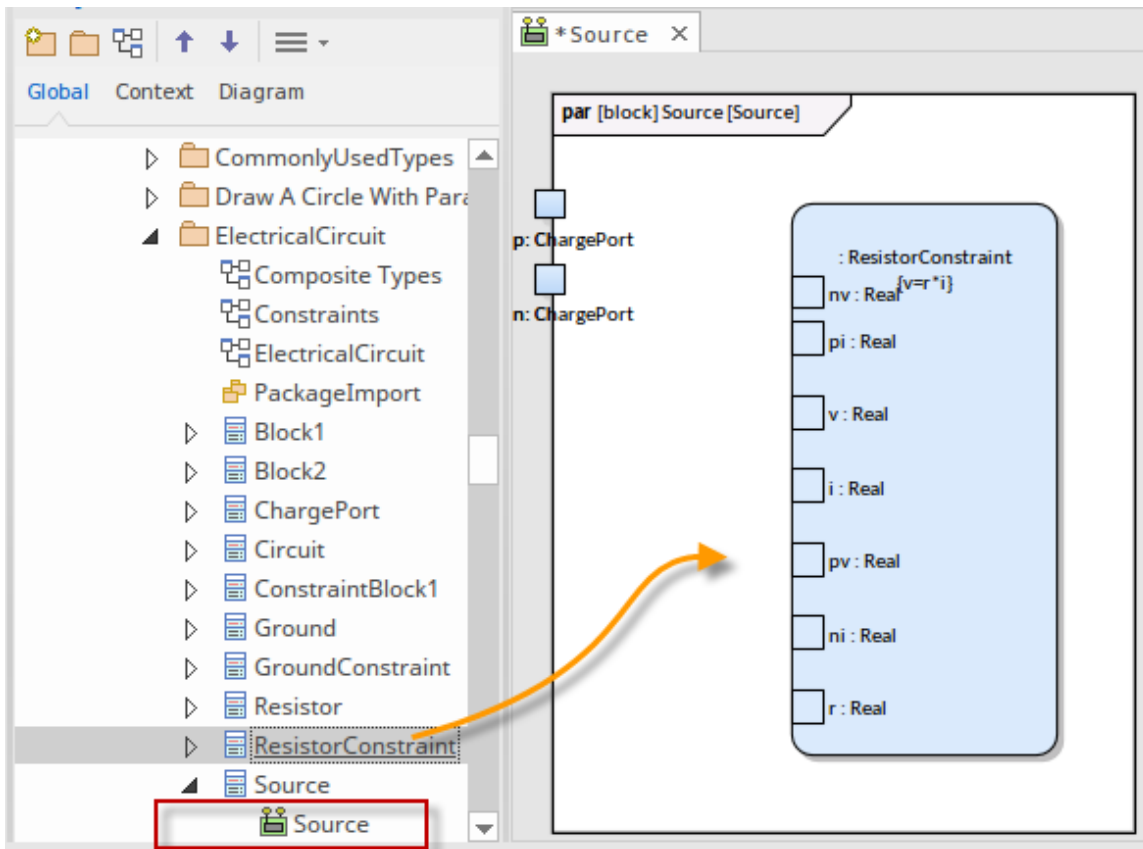 Global Context Diagram
CommonlyUsedTypes
Draw A Circle With Para
ElectricalCircuit
Composite Types
Constraints
ElectricalCircuit
PackageImport
Block1
Block2
ChargePort
Circuit
ConstraintBlock1
Ground
GroundConstraint
Resistor
ResistorConstraint
Source
Source
*Source ×
par [block] Source [Source]
p: ChargePort
n: ChargePort
: ResistorConstraint
{v=r*i}
nv : Real
pi : Real
v : Real
i : Real
pv : Real
ni : Real
r : Real